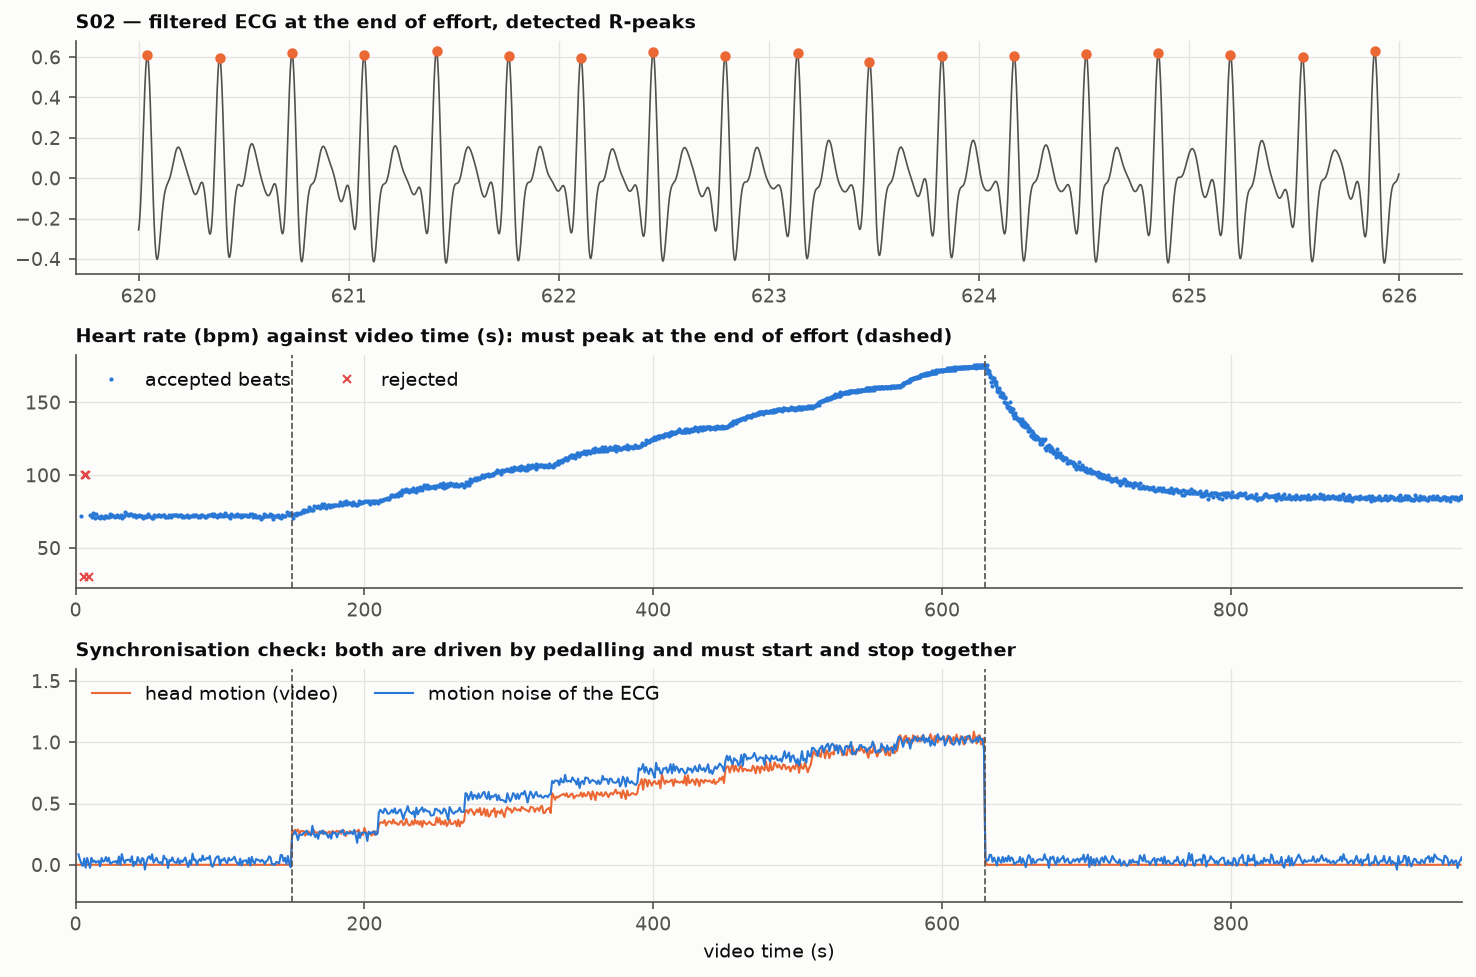 S02 — filtered ECG at the end of effort, detected R-peaks
0.6
0.4
0.2
0.0
−0.2
−0.4
620 621 622 623 624 625 626
Heart rate (bpm) against video time (s): must peak at the end of effort (dashed)
accepted beats rejected
150
100
50
0 200 400 600 800
Synchronisation check: both are driven by pedalling and must start and stop together
1.5
head motion (video) motion noise of the ECG
1.0
0.5
0.0
0 200 400 600 800
video time (s)